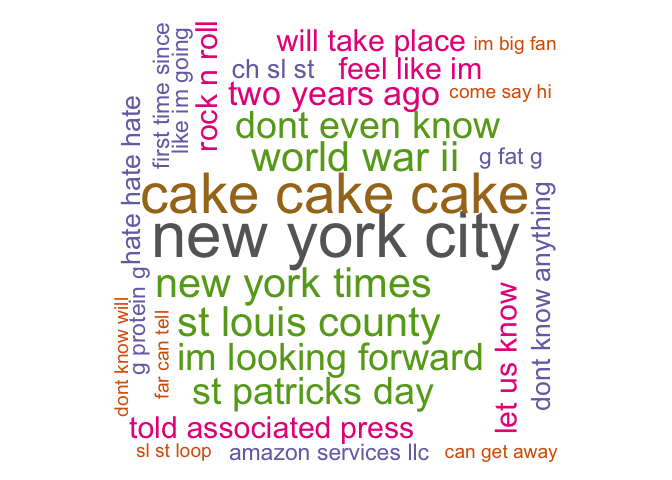 will take place
im big fan
ch sl st
feel like im
two years ago
come say hi
dont even know
world war ii
g fat g
cake cake cake
new york city
new york times
st louis county
im looking forward
st patricks day
told associated press
sl st loop
amazon services llc
can get away
first time since
like im going
rock n roll
hate hate hate
g protein g
dont know will
far can tell
let us know
dont know anything